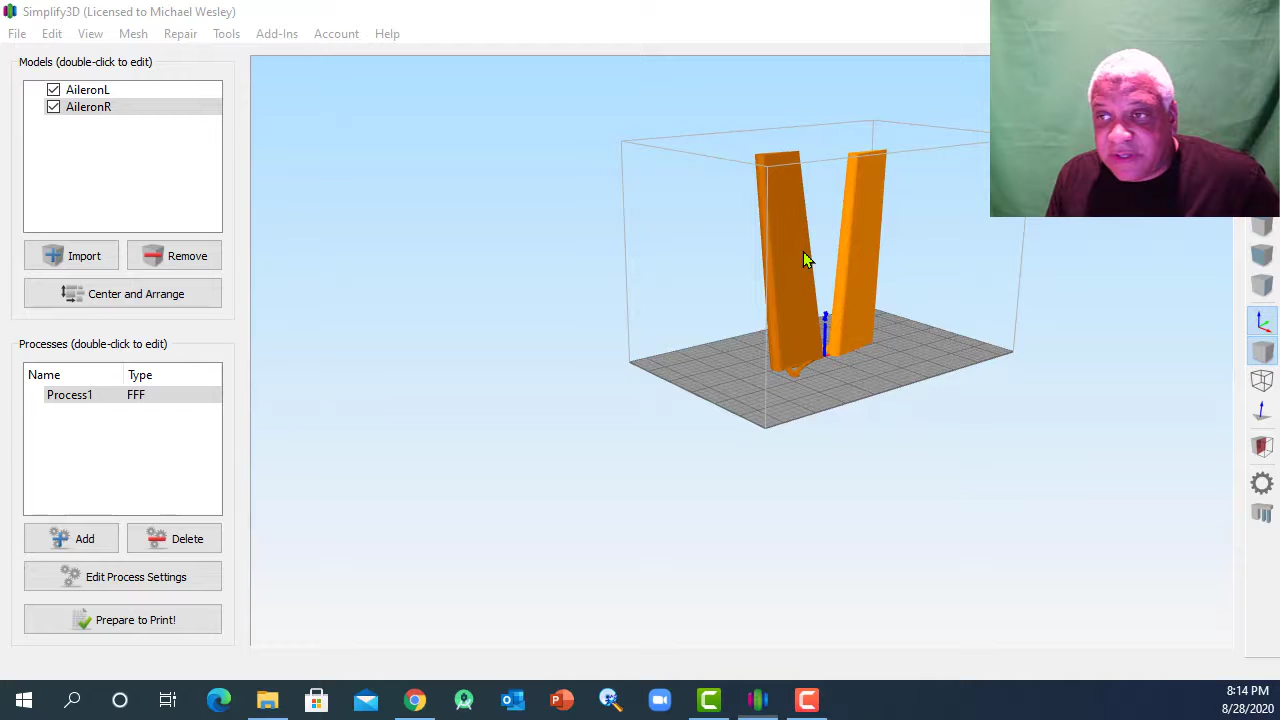 Simplify3D (Licensed to Michael Wesley)
File Edit View Mesh Repair Tools Add-Ins Account Help
Models (double-click to edit)
AileronL
AileronR
Import Remove
Center and Arrange
Processes (double-click to edit)
Name Type
Process1 FFF
Add Delete
Edit Process Settings
Prepare to Print!
8:14 PM
8/28/2020